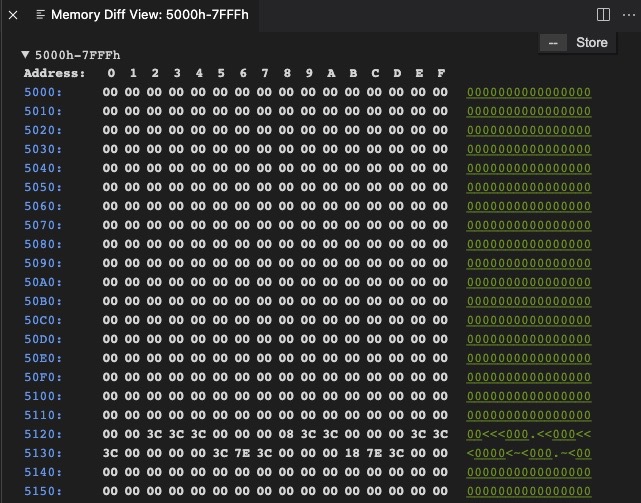 Memory Diff View: 5000h-7FFFh
-- Store
▼ 5000h-7FFFh
Address: 0 1 2 3 4 5 6 7 8 9 A B C D E F
5000: 00 00 00 00 00 00 00 00 00 00 00 00 00 00 00 00 0000000000000000
5010: 00 00 00 00 00 00 00 00 00 00 00 00 00 00 00 00 0000000000000000
5020: 00 00 00 00 00 00 00 00 00 00 00 00 00 00 00 00 0000000000000000
5030: 00 00 00 00 00 00 00 00 00 00 00 00 00 00 00 00 0000000000000000
5040: 00 00 00 00 00 00 00 00 00 00 00 00 00 00 00 00 0000000000000000
5050: 00 00 00 00 00 00 00 00 00 00 00 00 00 00 00 00 0000000000000000
5060: 00 00 00 00 00 00 00 00 00 00 00 00 00 00 00 00 0000000000000000
5070: 00 00 00 00 00 00 00 00 00 00 00 00 00 00 00 00 0000000000000000
5080: 00 00 00 00 00 00 00 00 00 00 00 00 00 00 00 00 0000000000000000
5090: 00 00 00 00 00 00 00 00 00 00 00 00 00 00 00 00 0000000000000000
50A0: 00 00 00 00 00 00 00 00 00 00 00 00 00 00 00 00 0000000000000000
50B0: 00 00 00 00 00 00 00 00 00 00 00 00 00 00 00 00 0000000000000000
50C0: 00 00 00 00 00 00 00 00 00 00 00 00 00 00 00 00 0000000000000000
50D0: 00 00 00 00 00 00 00 00 00 00 00 00 00 00 00 00 0000000000000000
50E0: 00 00 00 00 00 00 00 00 00 00 00 00 00 00 00 00 0000000000000000
50F0: 00 00 00 00 00 00 00 00 00 00 00 00 00 00 00 00 0000000000000000
5100: 00 00 00 00 00 00 00 00 00 00 00 00 00 00 00 00 0000000000000000
5110: 00 00 00 00 00 00 00 00 00 00 00 00 00 00 00 00 0000000000000000
5120: 00 00 3C 3C 3C 00 00 00 08 3C 3C 00 00 00 3C 3C 00<<<000.<<000<<
5130: 3C 00 00 00 00 3C 7E 3C 00 00 00 18 7E 3C 00 00 <0000<~<000.~<00
5140: 00 00 00 00 00 00 00 00 00 00 00 00 00 00 00 00 0000000000000000
5150: 00 00 00 00 00 00 00 00 00 00 00 00 00 00 00 00 0000000000000000